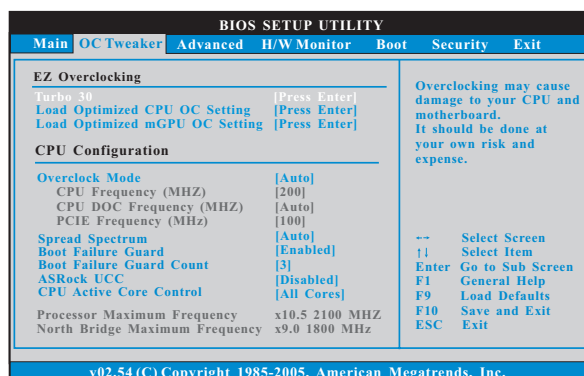 BIOS SETUP UTILITY
Main OC Tweaker Advanced H/W Monitor Boot Security Exit
EZ Overclocking
Turbo 30 [Press Enter]
Load Optimized CPU OC Setting [Press Enter]
Load Optimized mGPU OC Setting [Press Enter]
CPU Configuration
Overclock Mode [Auto]
CPU Frequency (MHZ) [200]
CPU DOC Frequency (MHZ) [Auto]
PCIE Frequency (MHz) [100]
Spread Spectrum [Auto]
Boot Failure Guard [Enabled]
Boot Failure Guard Count [3]
ASRock UCC [Disabled]
CPU Active Core Control [All Cores]
Processor Maximum Frequency x10.5 2100 MHZ
North Bridge Maximum Frequency x9.0 1800 MHz
Overclocking may cause
damage to your CPU and
motherboard.
It should be done at
your own risk and
expense.
←→ Select Screen
↑↓ Select Item
Enter Go to Sub Screen
F1 General Help
F9 Load Defaults
F10 Save and Exit
ESC Exit
v02.54 (C) Copyright 1985-2005, American Megatrends, Inc.